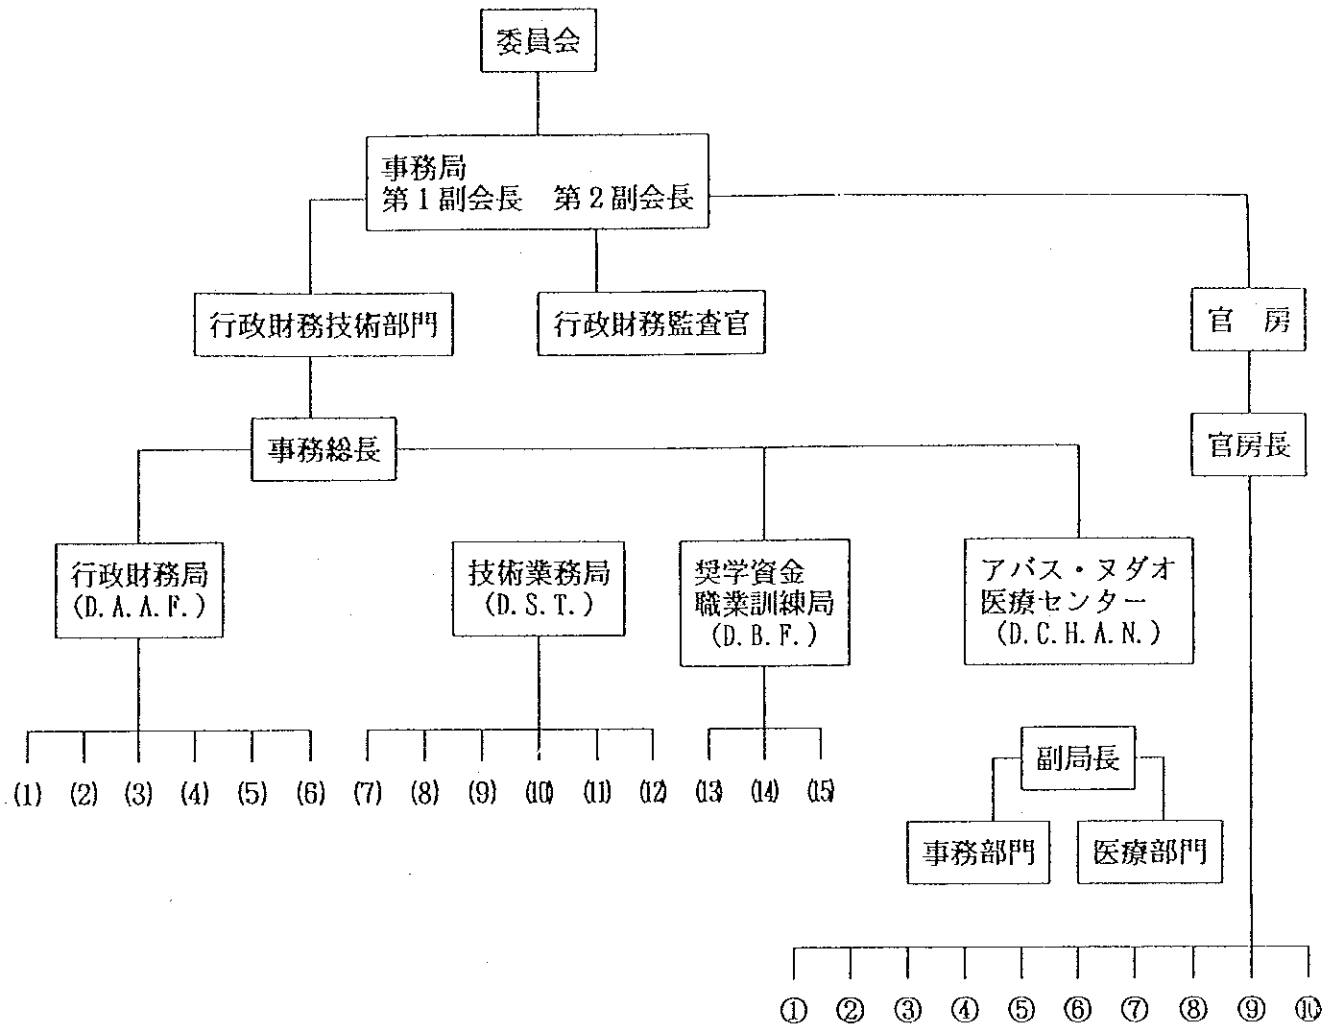 委員会
事務局
第1副会長 第2副会長
行政財務技術部門
行政財務監査官
官 房
事務総長
官房長
行政財務局
(D.A.A.F.)
技術業務局
(D.S.T.)
奨学資金
職業訓練局
(D.B.F.)
アバス・ヌダオ
医療センター
(D.C.H.A.N.)
(1) (2) (3) (4) (5) (6) (7) (8) (9) (10) (11) (12) (13) (14) (15)
副局長
事務部門
医療部門
① ② ③ ④ ⑤ ⑥ ⑦ ⑧ ⑨ ⑩